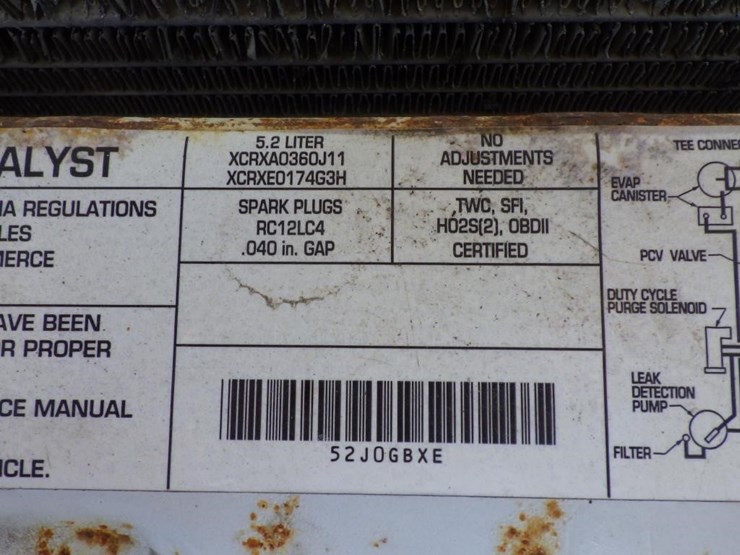 ALYST
IA REGULATIONS
LES
ERCE
AVE BEEN
R PROPER
CE MANUAL
ICLE.
5.2 LITER
XCRXA0360J11
XCRXE0174G3H
NO
ADJUSTMENTS
NEEDED
SPARK PLUGS
RC12LC4
.040 in. GAP
TWC, SFI,
HO2S(2), OBDII
CERTIFIED
52J0GBXE
TEE CONNE
EVAP
CANISTER
PCV VALVE
DUTY CYCLE
PURGE SOLENOID
LEAK
DETECTION
PUMP
FILTER